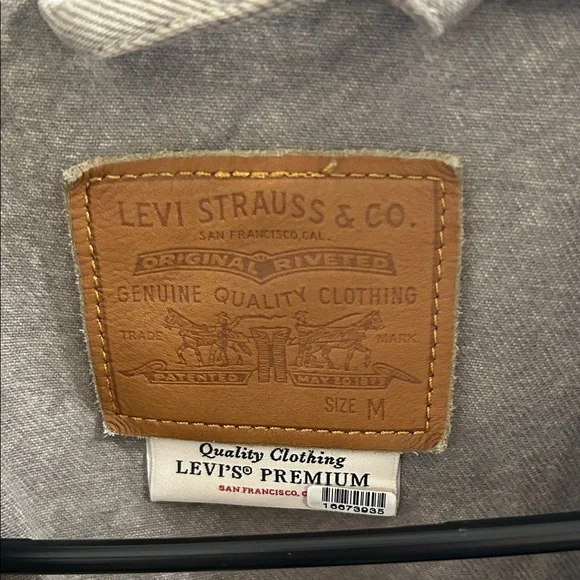 LEVI STRAUSS & CO.
SAN FRANCISCO, CAL.
ORIGINAL RIVETED
GENUINE QUALITY CLOTHING
TRADE MARK
PATENTED MAY 20 1873
SIZE M
Quality Clothing
LEVI'S® PREMIUM
SAN FRANCISCO,
16673935